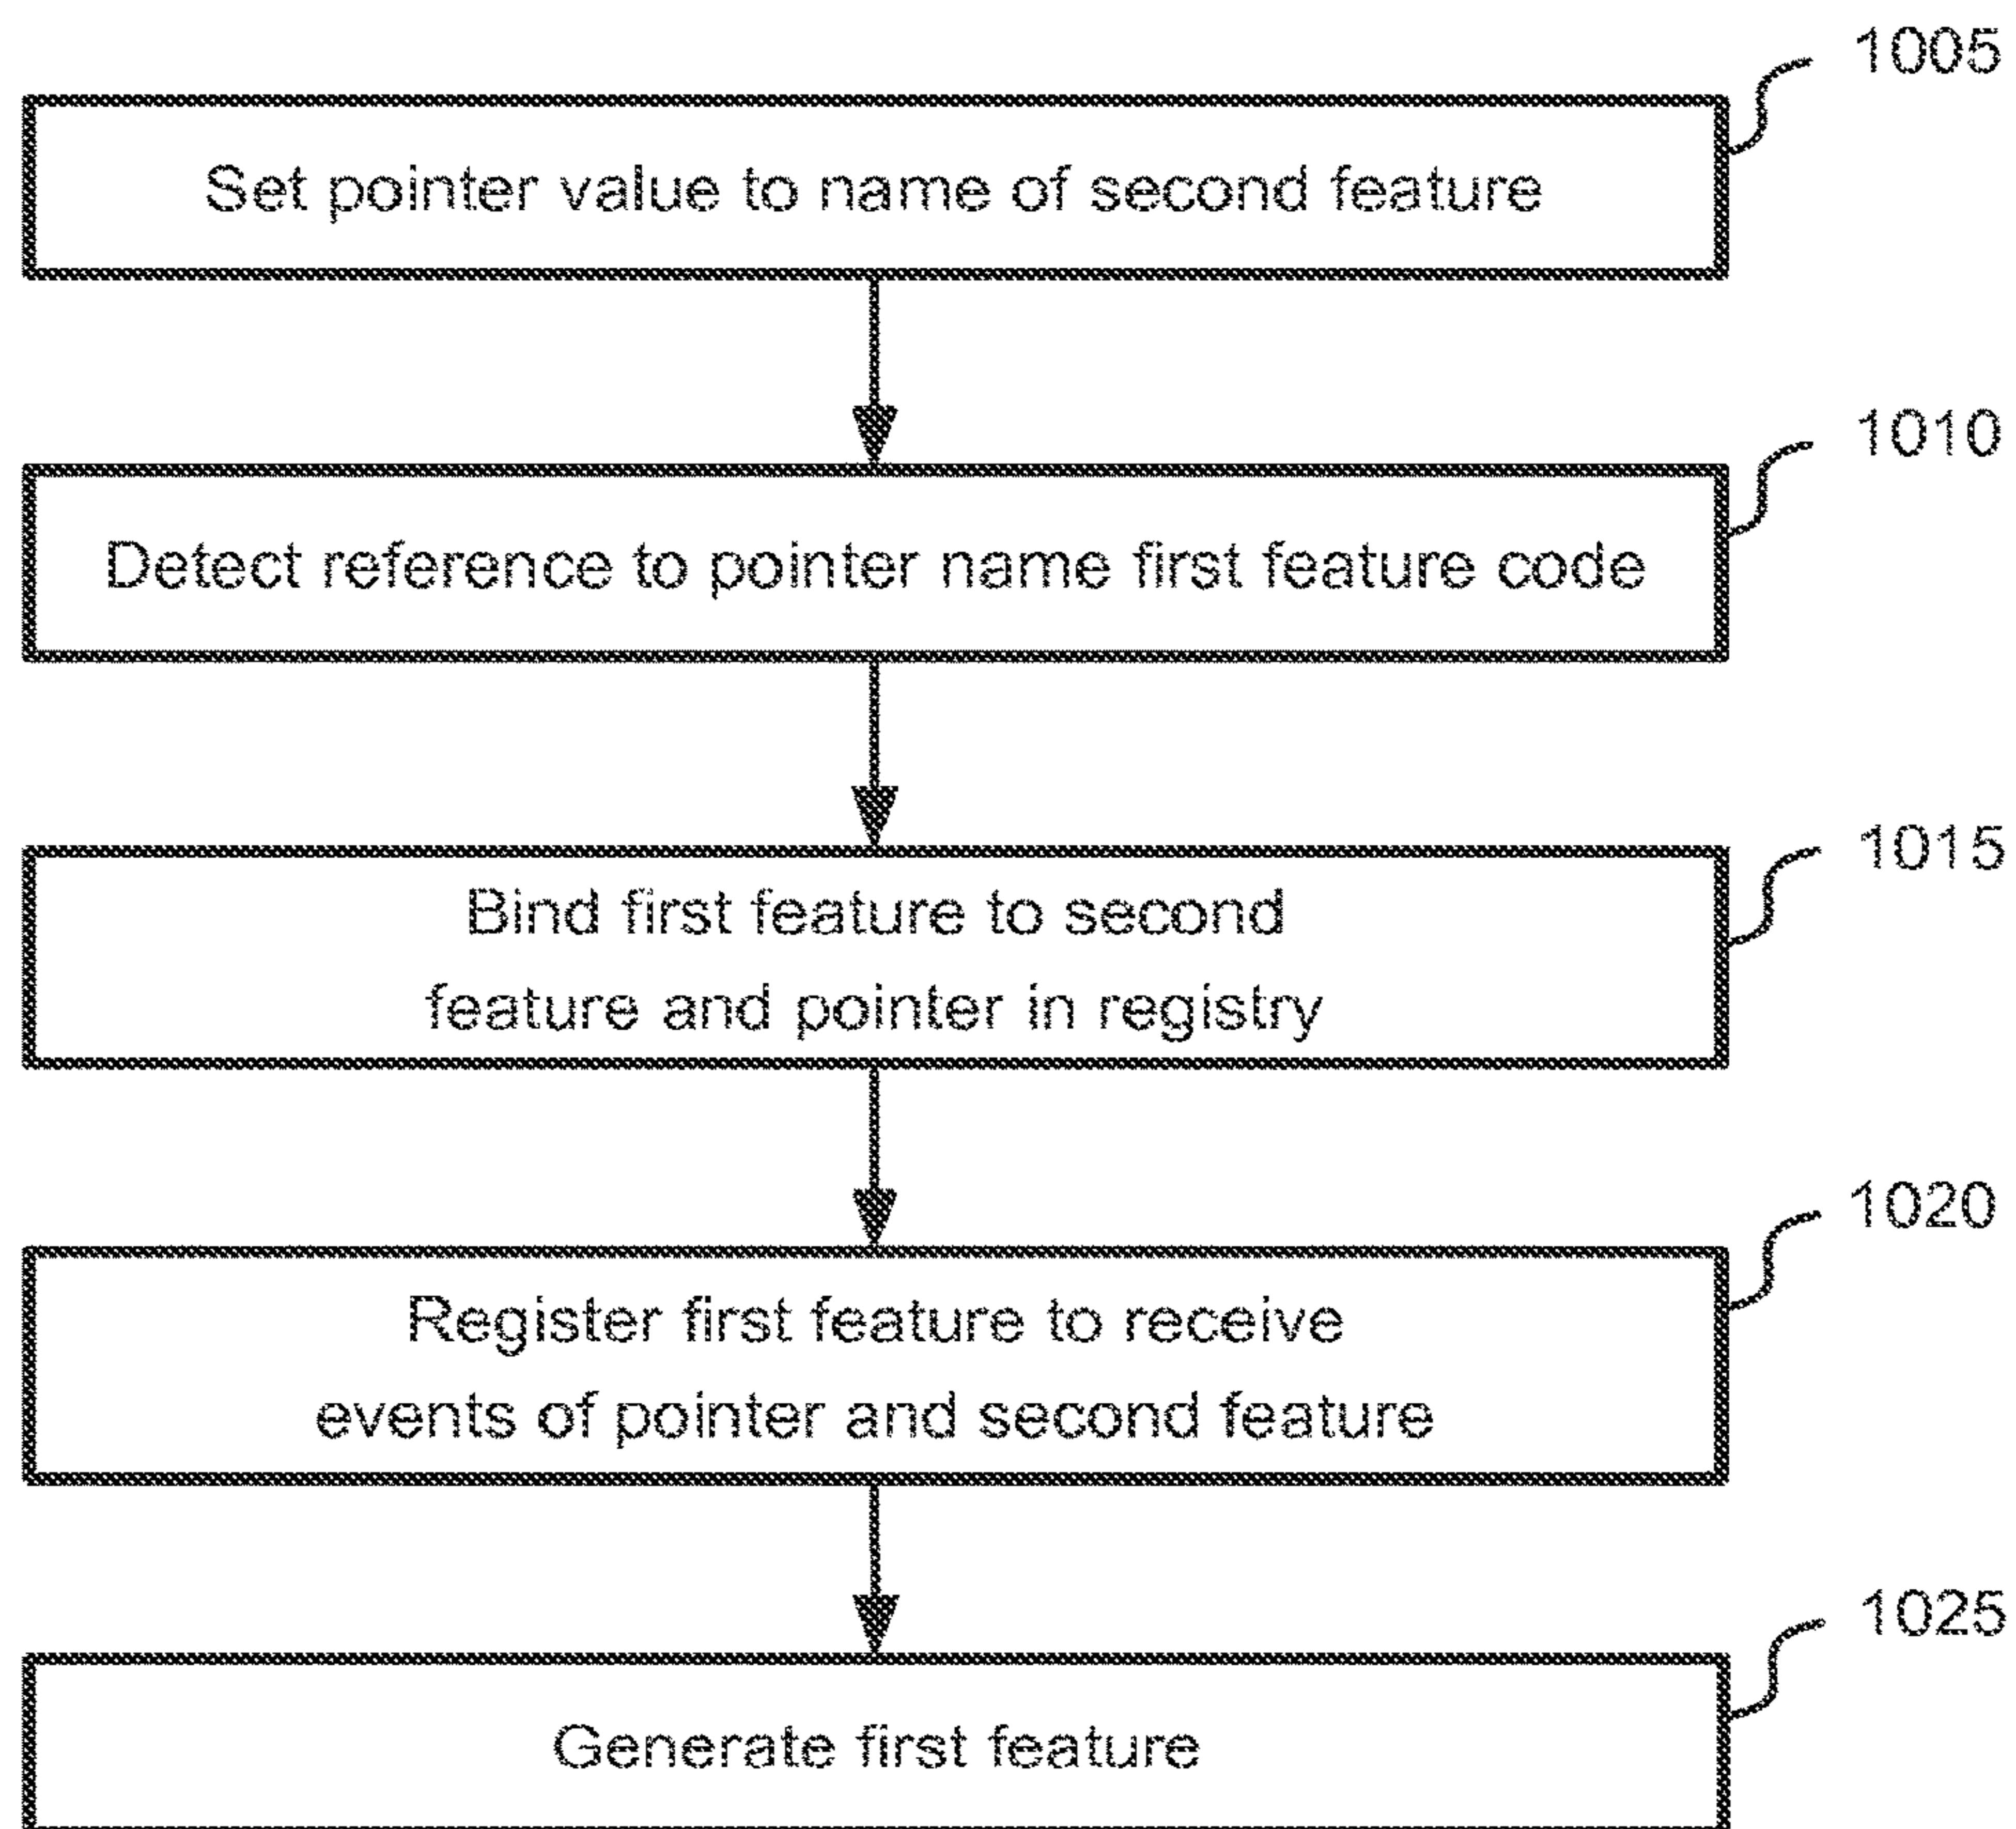 1005
Set pointer value to name of second feature
1010
Detect reference to pointer name first feature code
1015
Bind first feature to second
feature and pointer in registry
1020
Register first feature to receive
events of pointer and second feature
1025
Generate first feature